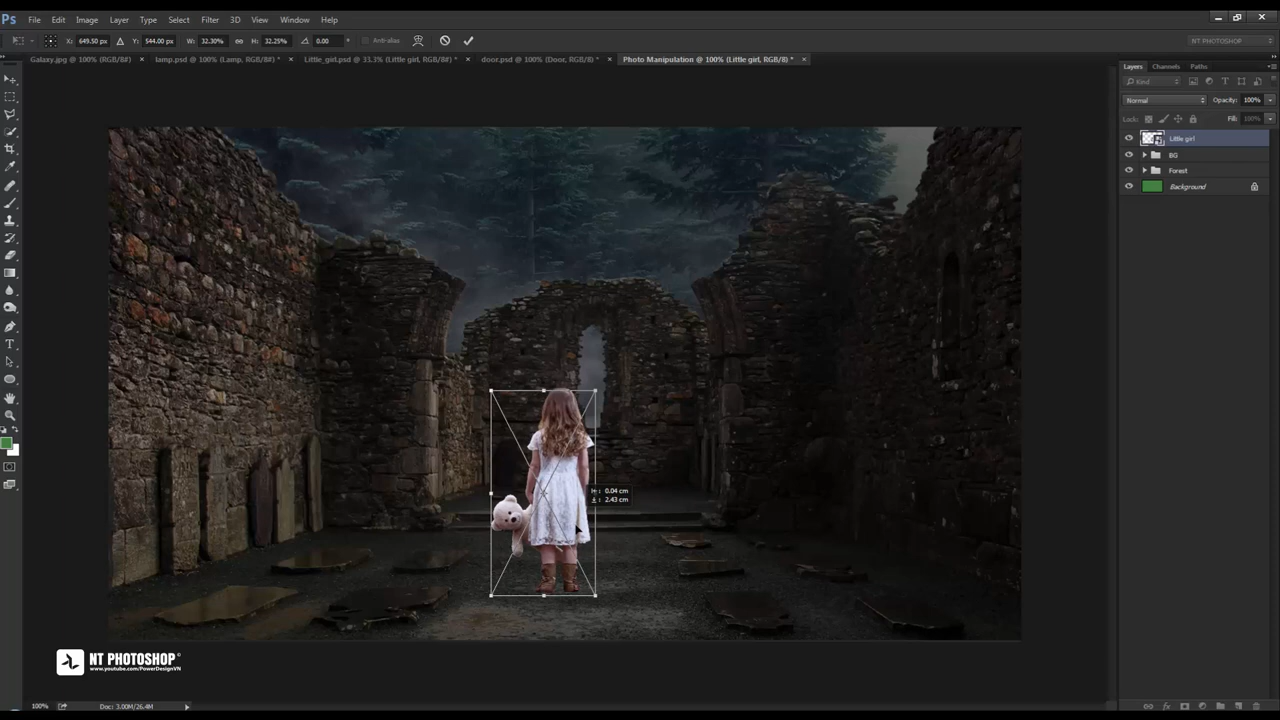 Ps File Edit Image Layer Type Select Filter 3D View Window Help
X: 649.50 px Y: 544.00 px W: 32.30% H: 32.25% 0.00 ° Anti-alias NT PHOTOSHOP
Galaxy.jpg @ 100% (RGB/8#) × lamp.psd @ 100% (Lamp, RGB/8#) * × Little_girl.psd @ 33.3% (Little girl, RGB/8#) * × door.psd @ 100% (Door, RGB/8) * × Photo Manipulation @ 100% (Little girl, RGB/8) * ×
Layers Channels Paths
Kind
Normal Opacity: 100%
Lock: Fill: 100%
Little girl
BG
Forest
Background
0.04 cm
2.43 cm
NT PHOTOSHOP
www.youtube.com/PowerDesignVN
100% Doc: 3.00M/26.4M